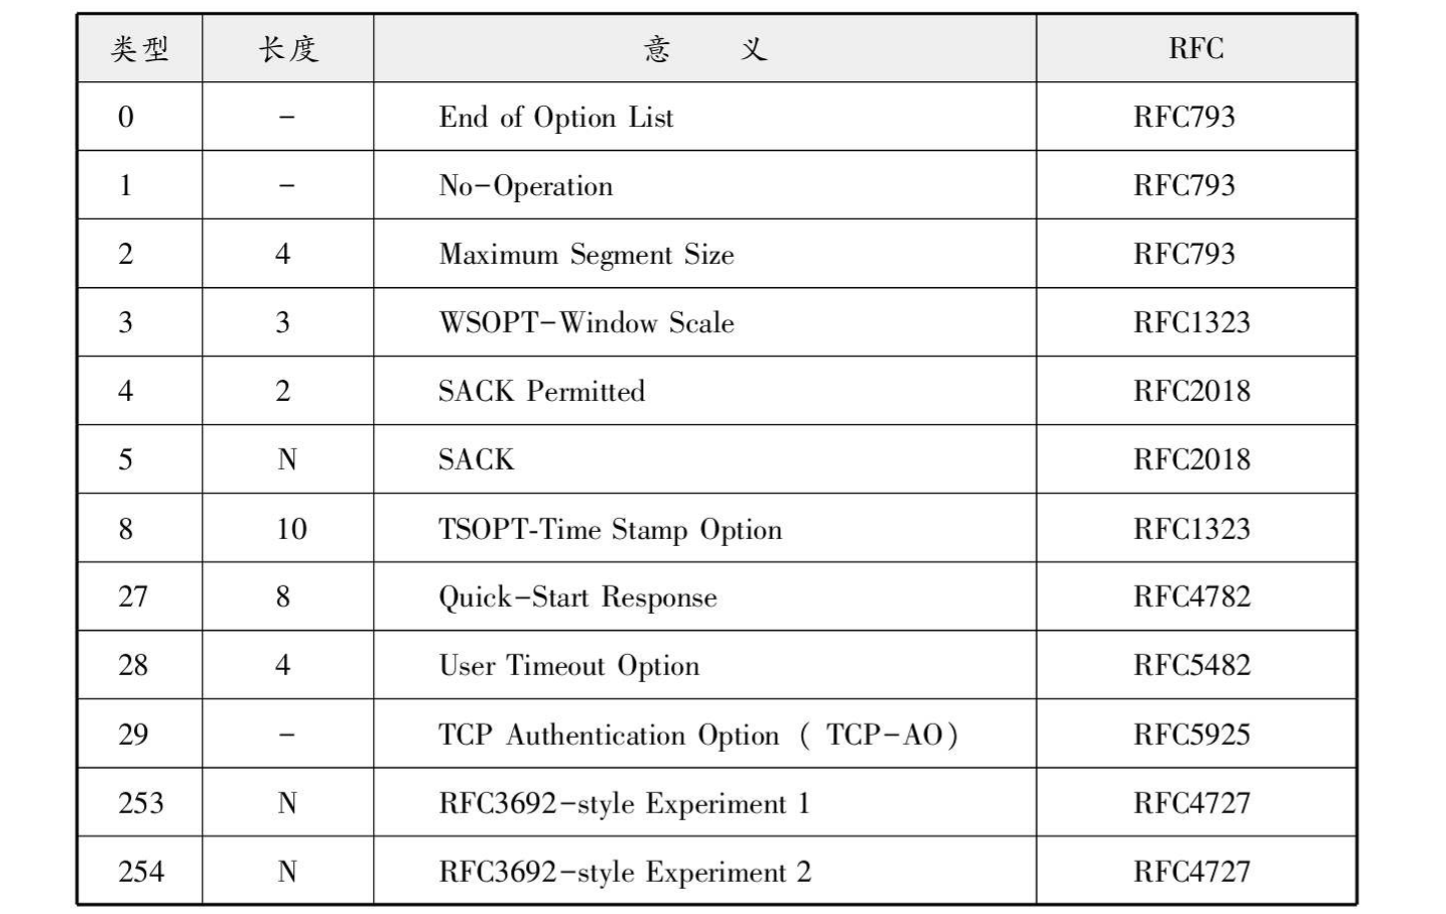 类型 长度 意 义 RFC
0 - End of Option List RFC793
1 - No-Operation RFC793
2 4 Maximum Segment Size RFC793
3 3 WSOPT-Window Scale RFC1323
4 2 SACK Permitted RFC2018
5 N SACK RFC2018
8 10 TSOPT-Time Stamp Option RFC1323
27 8 Quick-Start Response RFC4782
28 4 User Timeout Option RFC5482
29 - TCP Authentication Option ( TCP-AO) RFC5925
253 N RFC3692-style Experiment 1 RFC4727
254 N RFC3692-style Experiment 2 RFC4727